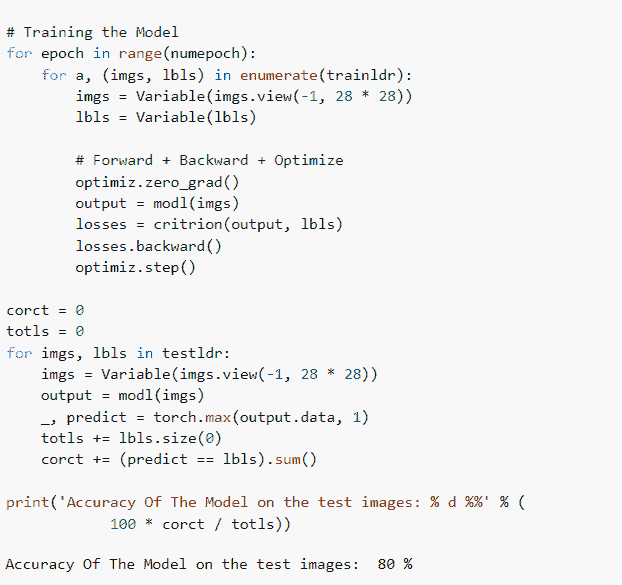 # Training the Model
for epoch in range(numepoch):
    for a, (imgs, lbls) in enumerate(trainldr):
        imgs = Variable(imgs.view(-1, 28 * 28))
        lbls = Variable(lbls)

        # Forward + Backward + Optimize
        optimiz.zero_grad()
        output = modl(imgs)
        losses = critrion(output, lbls)
        losses.backward()
        optimiz.step()

corct = 0
totls = 0
for imgs, lbls in testldr:
    imgs = Variable(imgs.view(-1, 28 * 28))
    output = modl(imgs)
    _, predict = torch.max(output.data, 1)
    totls += lbls.size(0)
    corct += (predict == lbls).sum()

print('Accuracy Of The Model on the test images: % d %%' % (
            100 * corct / totls))

Accuracy Of The Model on the test images:  80 %